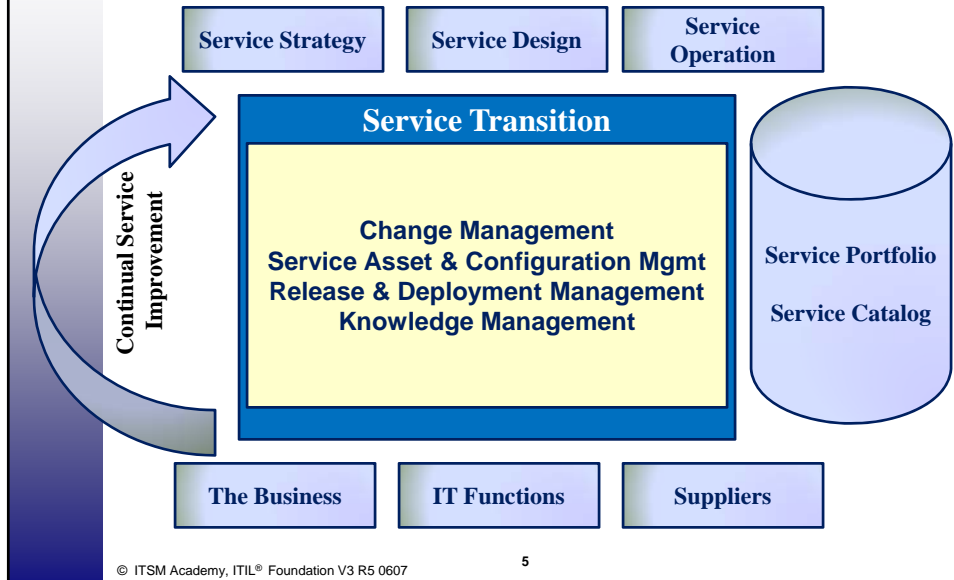 Service Strategy
Service Design
Service
Operation
Service Transition
Change Management
Service Asset & Configuration Mgmt
Release & Deployment Management
Knowledge Management
Continual Service
Improvement
Service Portfolio
Service Catalog
The Business
IT Functions
Suppliers
© ITSM Academy, ITIL® Foundation V3 R5 0607
5